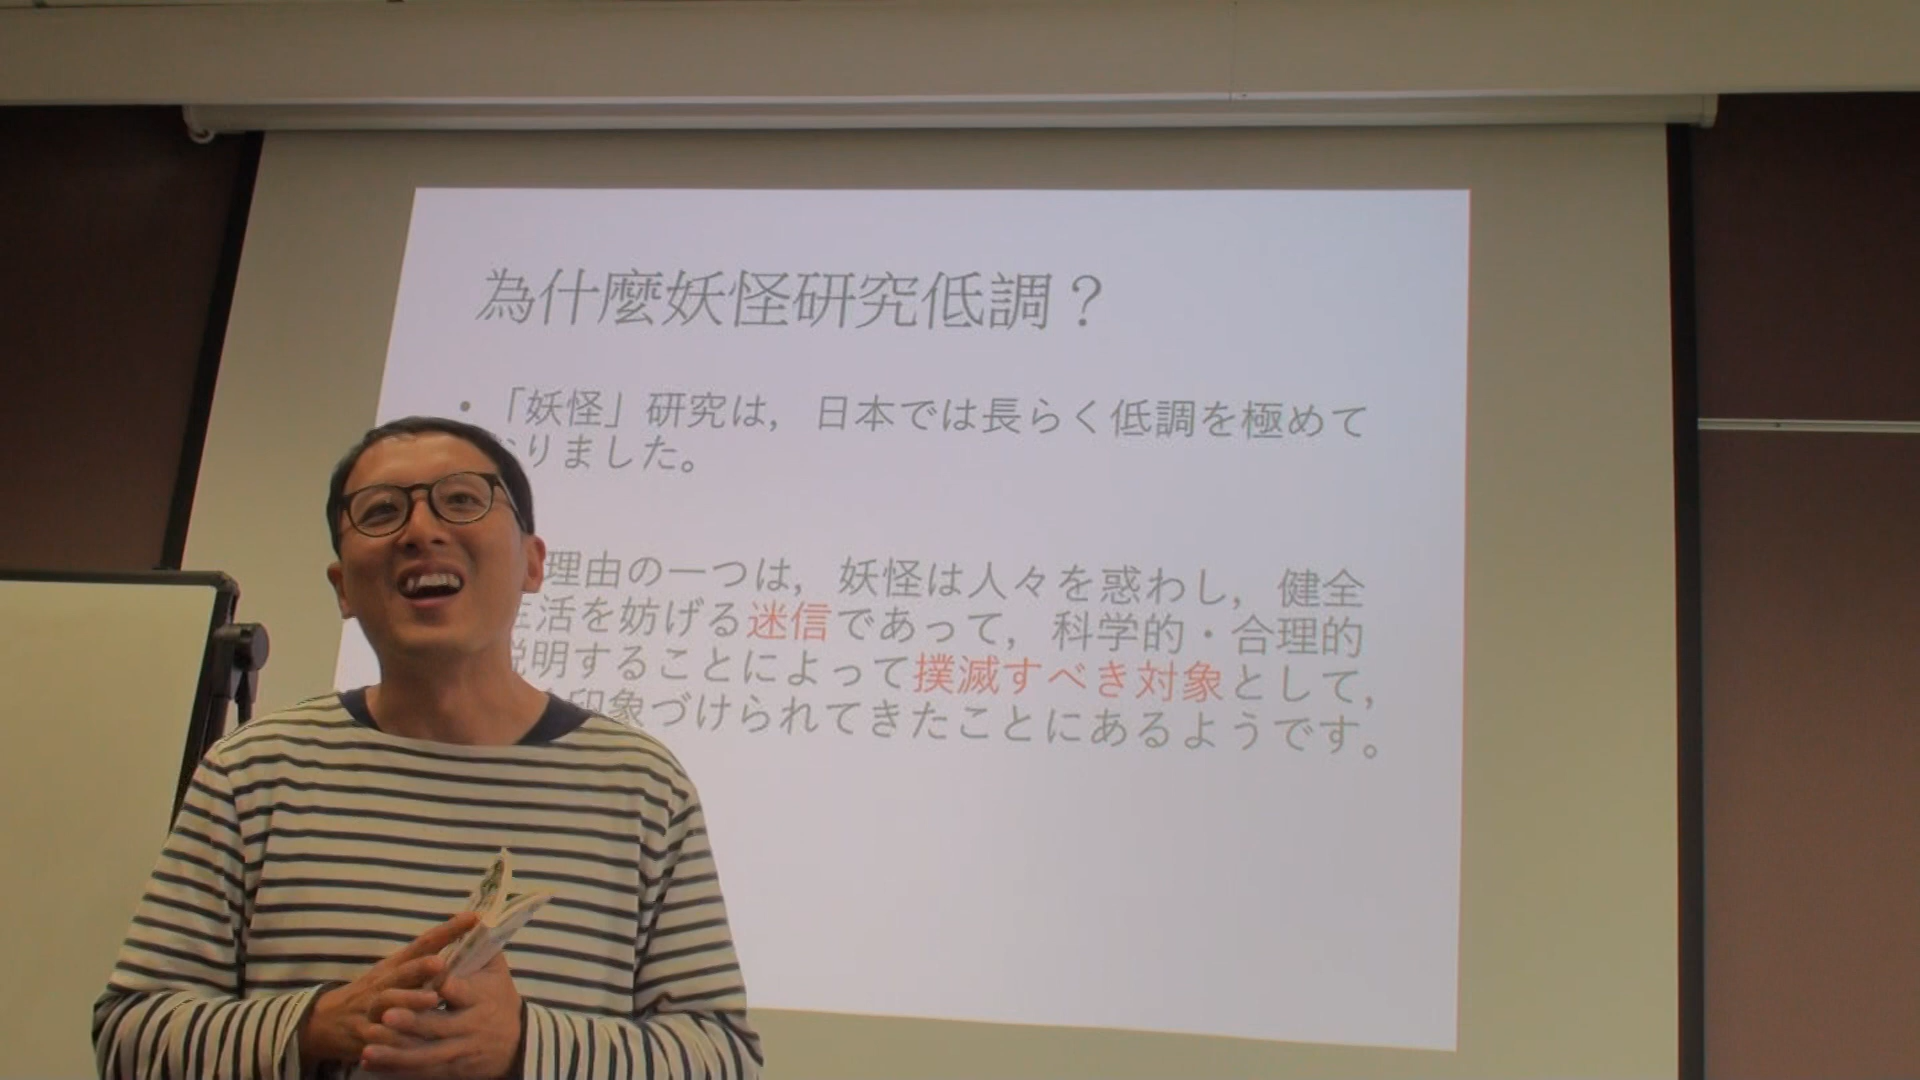 為什麼妖怪研究低調？
・「妖怪」研究は，日本では長らく低調を極めて
りました。
理由の一つは，妖怪は人々を惑わし，健全
生活を妨げる迷信であって，科学的・合理的
説明することによって撲滅すべき対象として，
印象づけられてきたことにあるようです。